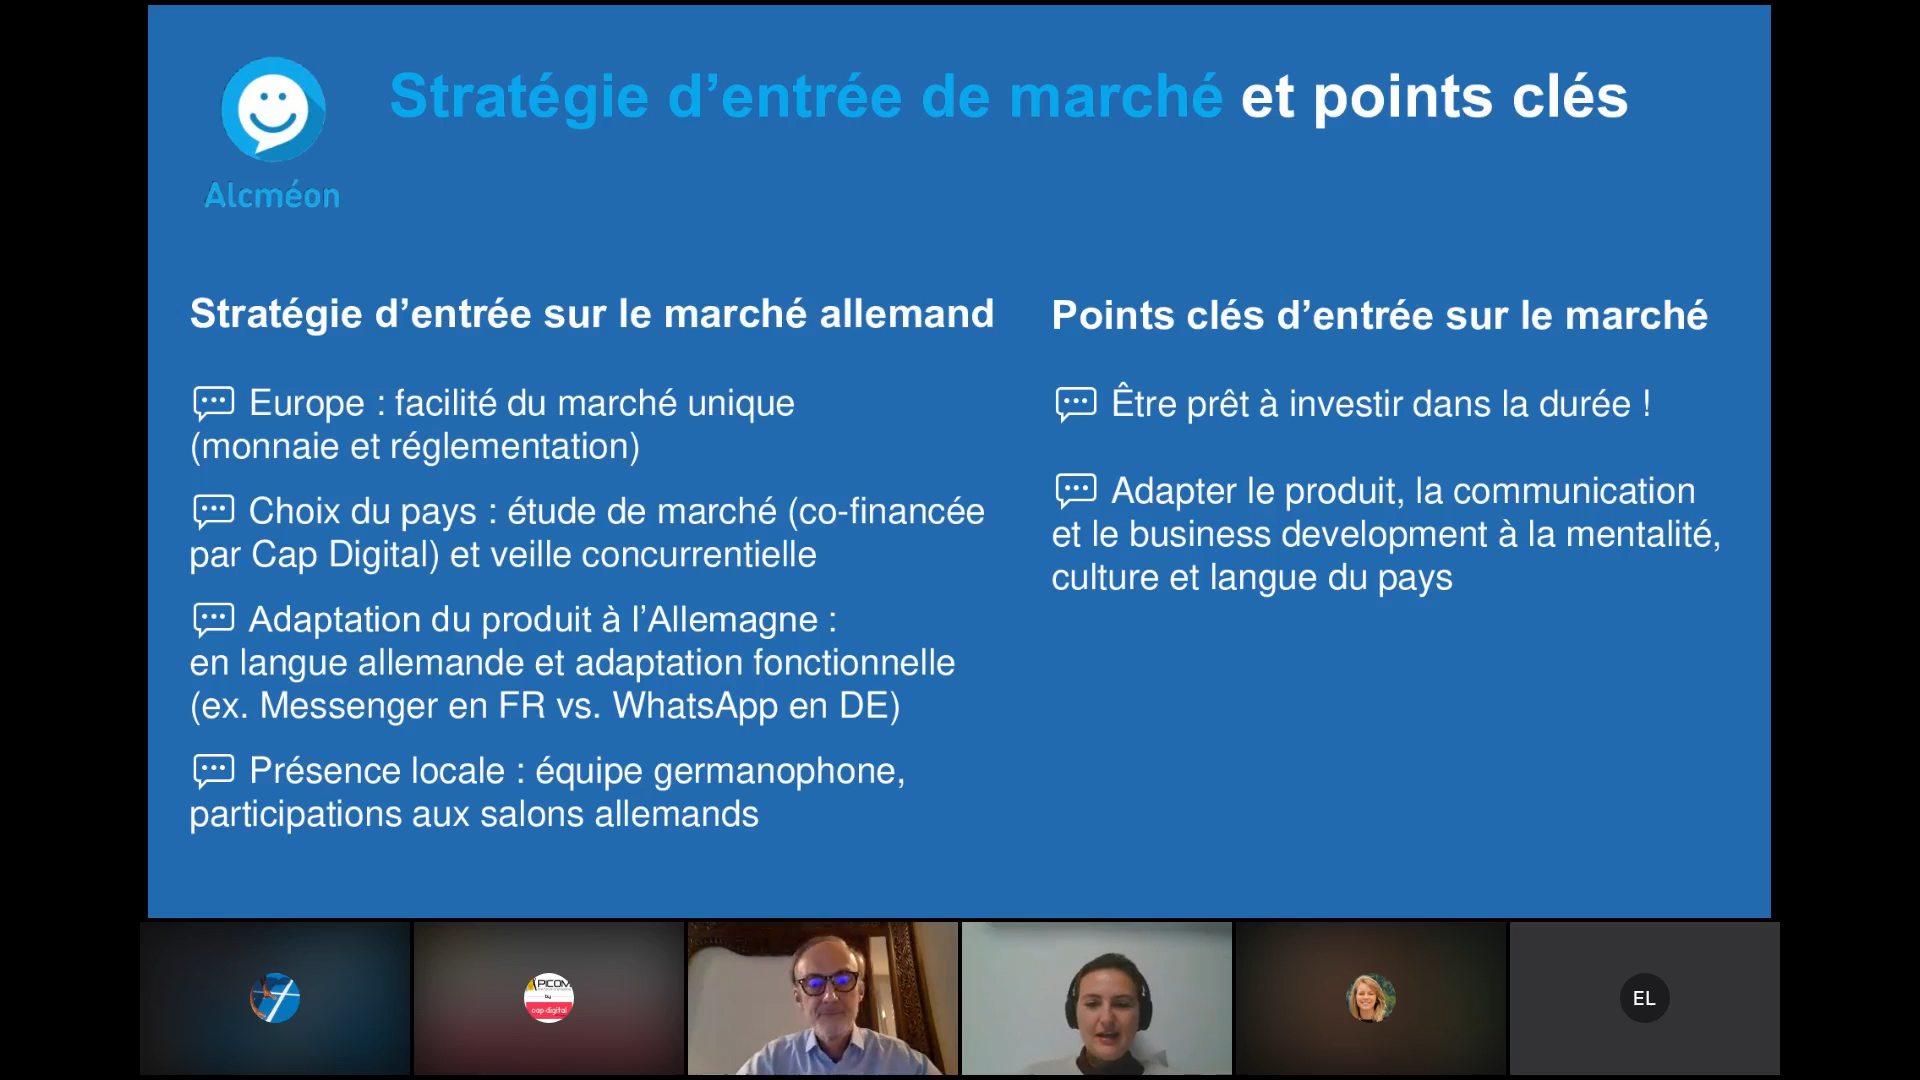 Stratégie d’entrée de marché et points clés
Alcméon
Stratégie d’entrée sur le marché allemand
Europe : facilité du marché unique
(monnaie et réglementation)
Choix du pays : étude de marché (co-financée
par Cap Digital) et veille concurrentielle
Adaptation du produit à l’Allemagne :
en langue allemande et adaptation fonctionnelle
(ex. Messenger en FR vs. WhatsApp en DE)
Présence locale : équipe germanophone,
participations aux salons allemands
Points clés d’entrée sur le marché
Être prêt à investir dans la durée !
Adapter le produit, la communication
et le business development à la mentalité,
culture et langue du pays
PICOM
by
cap digital
EL